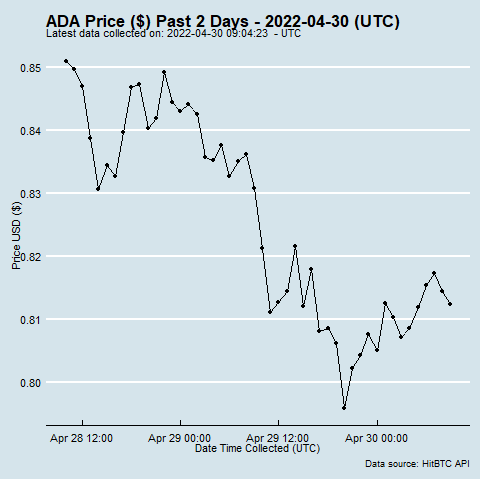 ADA Price ($) Past 2 Days - 2022-04-30 (UTC)
Latest data collected on: 2022-04-30 09:04:23  - UTC
Price USD ($)
0.85
0.84
0.83
0.82
0.81
0.80
Apr 28 12:00
Apr 29 00:00
Apr 29 12:00
Apr 30 00:00
Date Time Collected (UTC)
Data source: HitBTC API